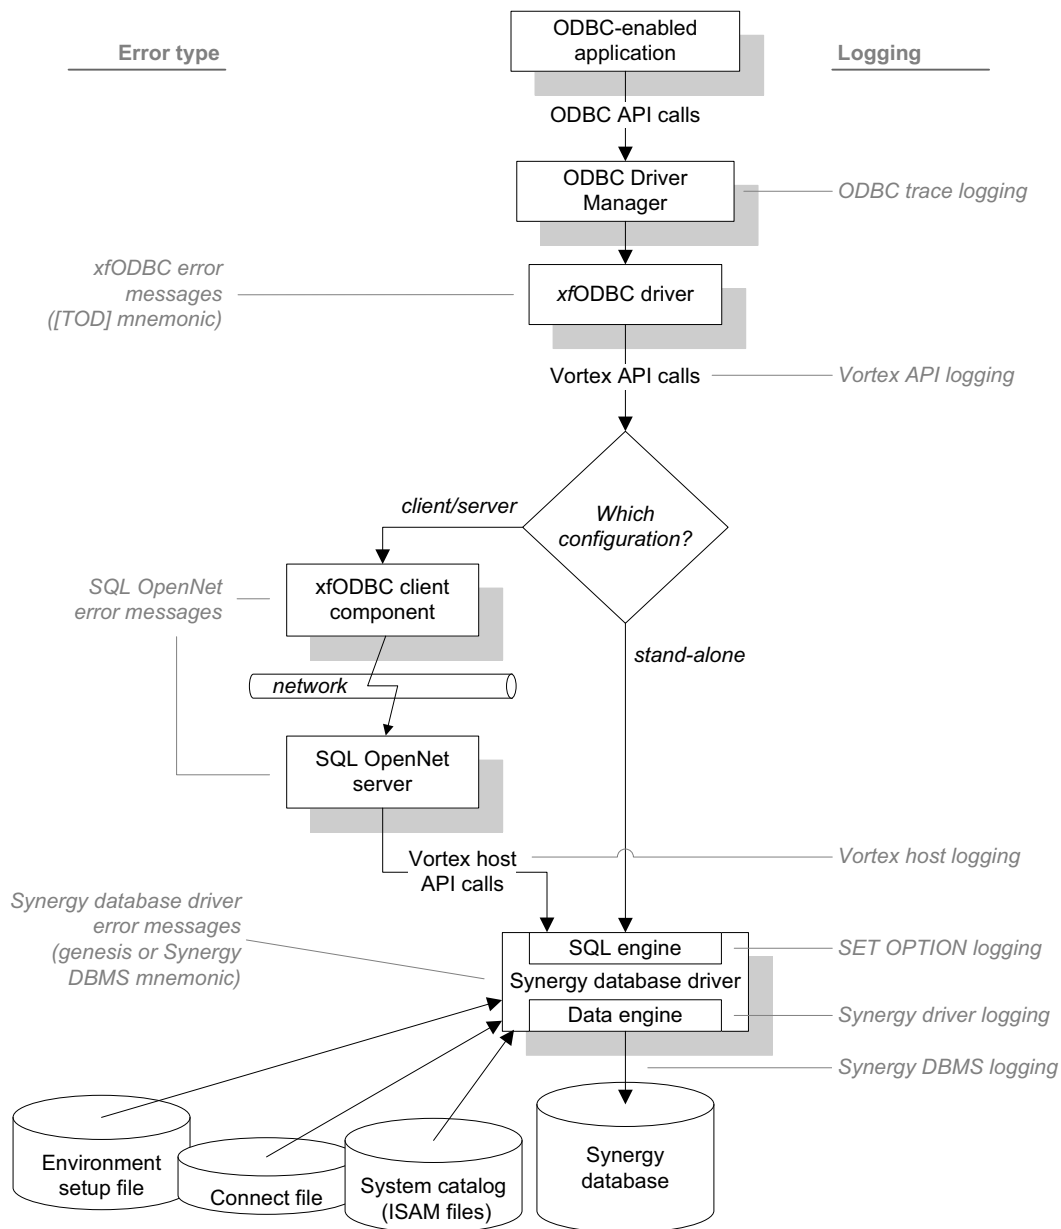 ODBC-enabled
application
Error type
Logging
ODBC API calls
ODBC Driver
Manager
ODBC trace logging
xfODBC error
messages
([TOD] mnemonic)
xfODBC driver
Vortex API calls
Vortex API logging
client/server
Which
configuration?
SQL OpenNet
error messages
xfODBC client
component
stand-alone
network
SQL OpenNet
server
Vortex host
API calls
Vortex host logging
Synergy database driver
error messages
(genesis or Synergy
DBMS mnemonic)
SQL engine
SET OPTION logging
Synergy database driver
Data engine
Synergy driver logging
Synergy DBMS logging
Environment
setup file
Connect file
System catalog
(ISAM files)
Synergy
database